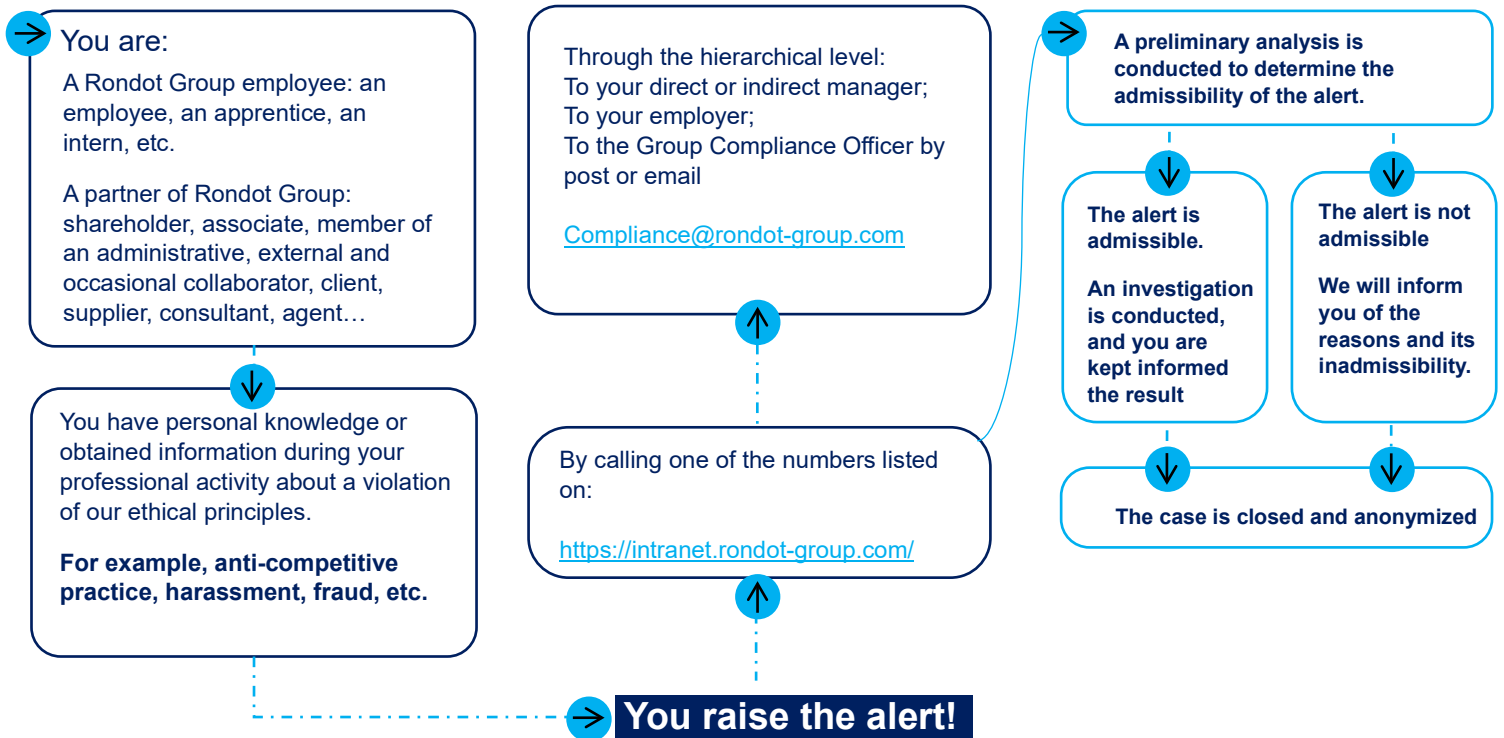 You are:
A Rondot Group employee: an
employee, an apprentice, an
intern, etc.
A partner of Rondot Group:
shareholder, associate, member of
an administrative, external and
occasional collaborator, client,
supplier, consultant, agent…
You have personal knowledge or
obtained information during your
professional activity about a violation
of our ethical principles.
For example, anti-competitive
practice, harassment, fraud, etc.
You raise the alert!
By calling one of the numbers listed
on:
https://intranet.rondot-group.com/
Through the hierarchical level:
To your direct or indirect manager;
To your employer;
To the Group Compliance Officer by
post or email
Compliance@rondot-group.com
A preliminary analysis is
conducted to determine the
admissibility of the alert.
The alert is
admissible.
An investigation
is conducted,
and you are
kept informed
the result
The alert is not
admissible
We will inform
you of the
reasons and its
inadmissibility.
The case is closed and anonymized